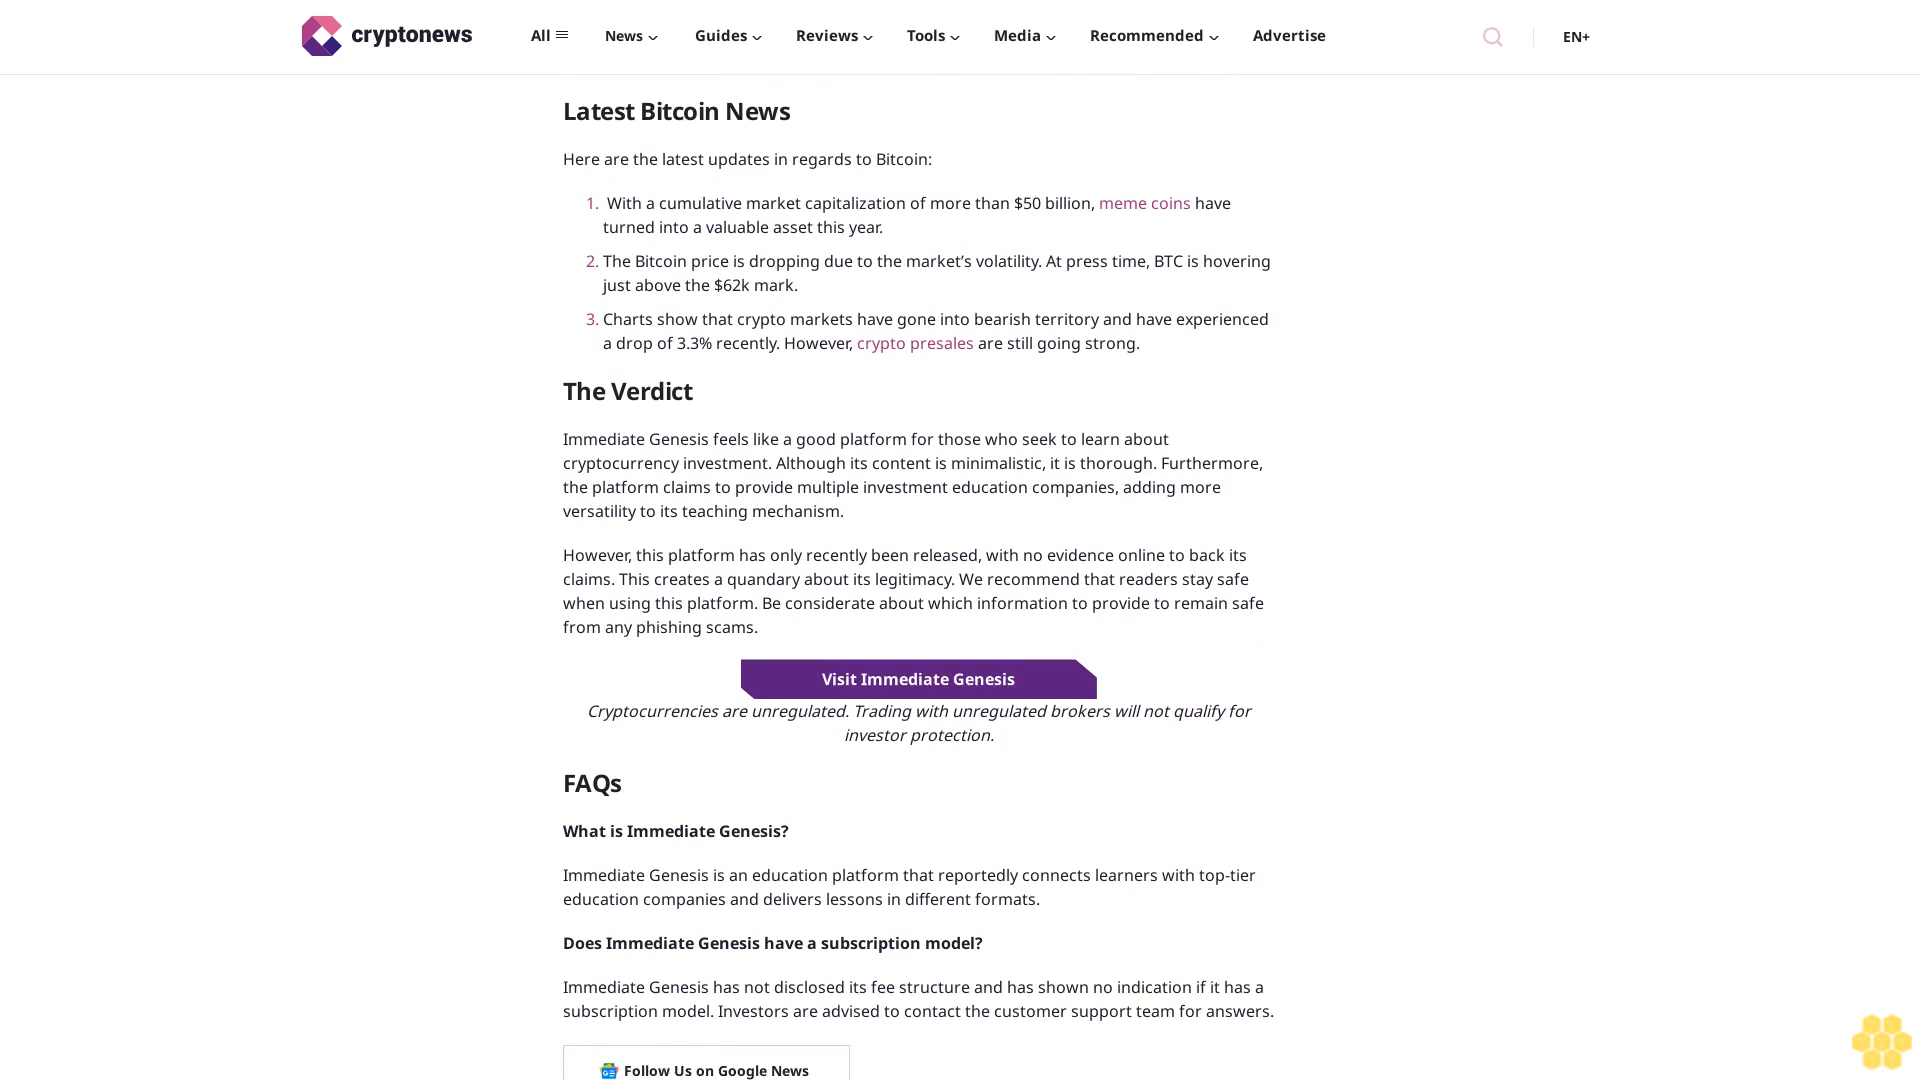 cryptonews
All News Guides Reviews Tools Media Recommended Advertise EN+
Latest Bitcoin News
Here are the latest updates in regards to Bitcoin:
1. With a cumulative market capitalization of more than $50 billion, meme coins have
turned into a valuable asset this year.
2. The Bitcoin price is dropping due to the market’s volatility. At press time, BTC is hovering
just above the $62k mark.
3. Charts show that crypto markets have gone into bearish territory and have experienced
a drop of 3.3% recently. However, crypto presales are still going strong.
The Verdict
Immediate Genesis feels like a good platform for those who seek to learn about
cryptocurrency investment. Although its content is minimalistic, it is thorough. Furthermore,
the platform claims to provide multiple investment education companies, adding more
versatility to its teaching mechanism.
However, this platform has only recently been released, with no evidence online to back its
claims. This creates a quandary about its legitimacy. We recommend that readers stay safe
when using this platform. Be considerate about which information to provide to remain safe
from any phishing scams.
Visit Immediate Genesis
Cryptocurrencies are unregulated. Trading with unregulated brokers will not qualify for
investor protection.
FAQs
What is Immediate Genesis?
Immediate Genesis is an education platform that reportedly connects learners with top-tier
education companies and delivers lessons in different formats.
Does Immediate Genesis have a subscription model?
Immediate Genesis has not disclosed its fee structure and has shown no indication if it has a
subscription model. Investors are advised to contact the customer support team for answers.
Follow Us on Google News